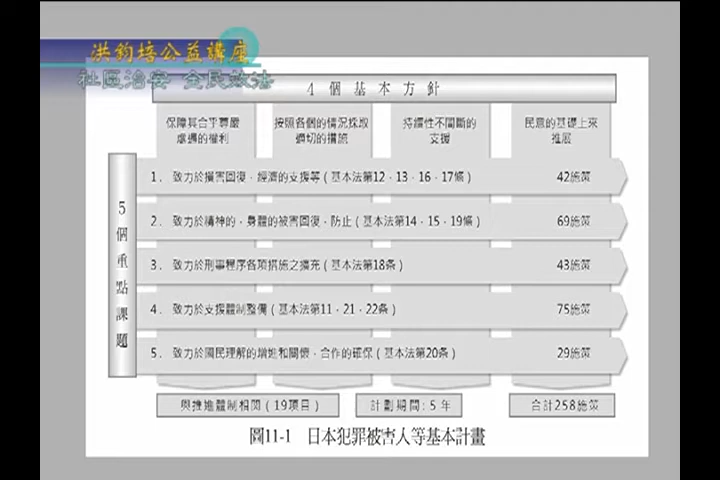 洪鈞培公益講座
社區治安 全民效法
4 個 基 本 方 針
保障其合乎尊嚴
處遇的權利
按照各個的情況採取
適切的措施
持續性不間斷的
支援
民意的基礎上來
推展
5個重點課題
1. 致力於損害回復、經濟的支援等(基本法第12、13、16、17條) 42施策
2. 致力於精神的、身體的被害回復、防止(基本法第14、15、19條) 69施策
3. 致力於刑事程序各項措施之擴充(基本法第18条) 43施策
4. 致力於支援體制整備(基本法第11、21、22条) 75施策
5. 致力於國民理解的增進和關懷、合作的確保(基本法第20条) 29施策
與推進體制相関(19項目) 計劃期間:5年 合計258施策
圖11-1 日本犯罪被害人等基本計畫